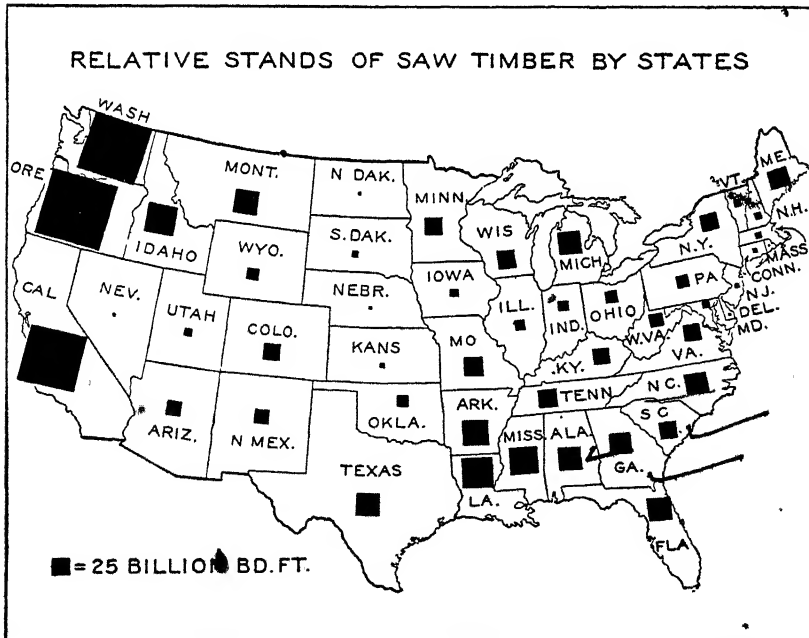 RELATIVE STANDS OF SAW TIMBER BY STATES
WASH
ORE
MONT.
N DAK.
MINN
VT.
ME.
N.H.
IDAHO
WYO.
S.DAK.
WIS
MICH
N.Y.
MASS
CONN.
CAL
NEV.
UTAH
COLO.
NEBR.
IOWA
ILL.
IND.
OHIO
PA
N.J.
DEL.
MD.
W.VA.
VA.
KANS
MO
KY.
ARIZ.
N MEX.
OKLA.
ARK.
TENN
N C.
S C.
TEXAS
LA.
MISS.
ALA.
GA.
FLA
= 25 BILLION BD.FT.